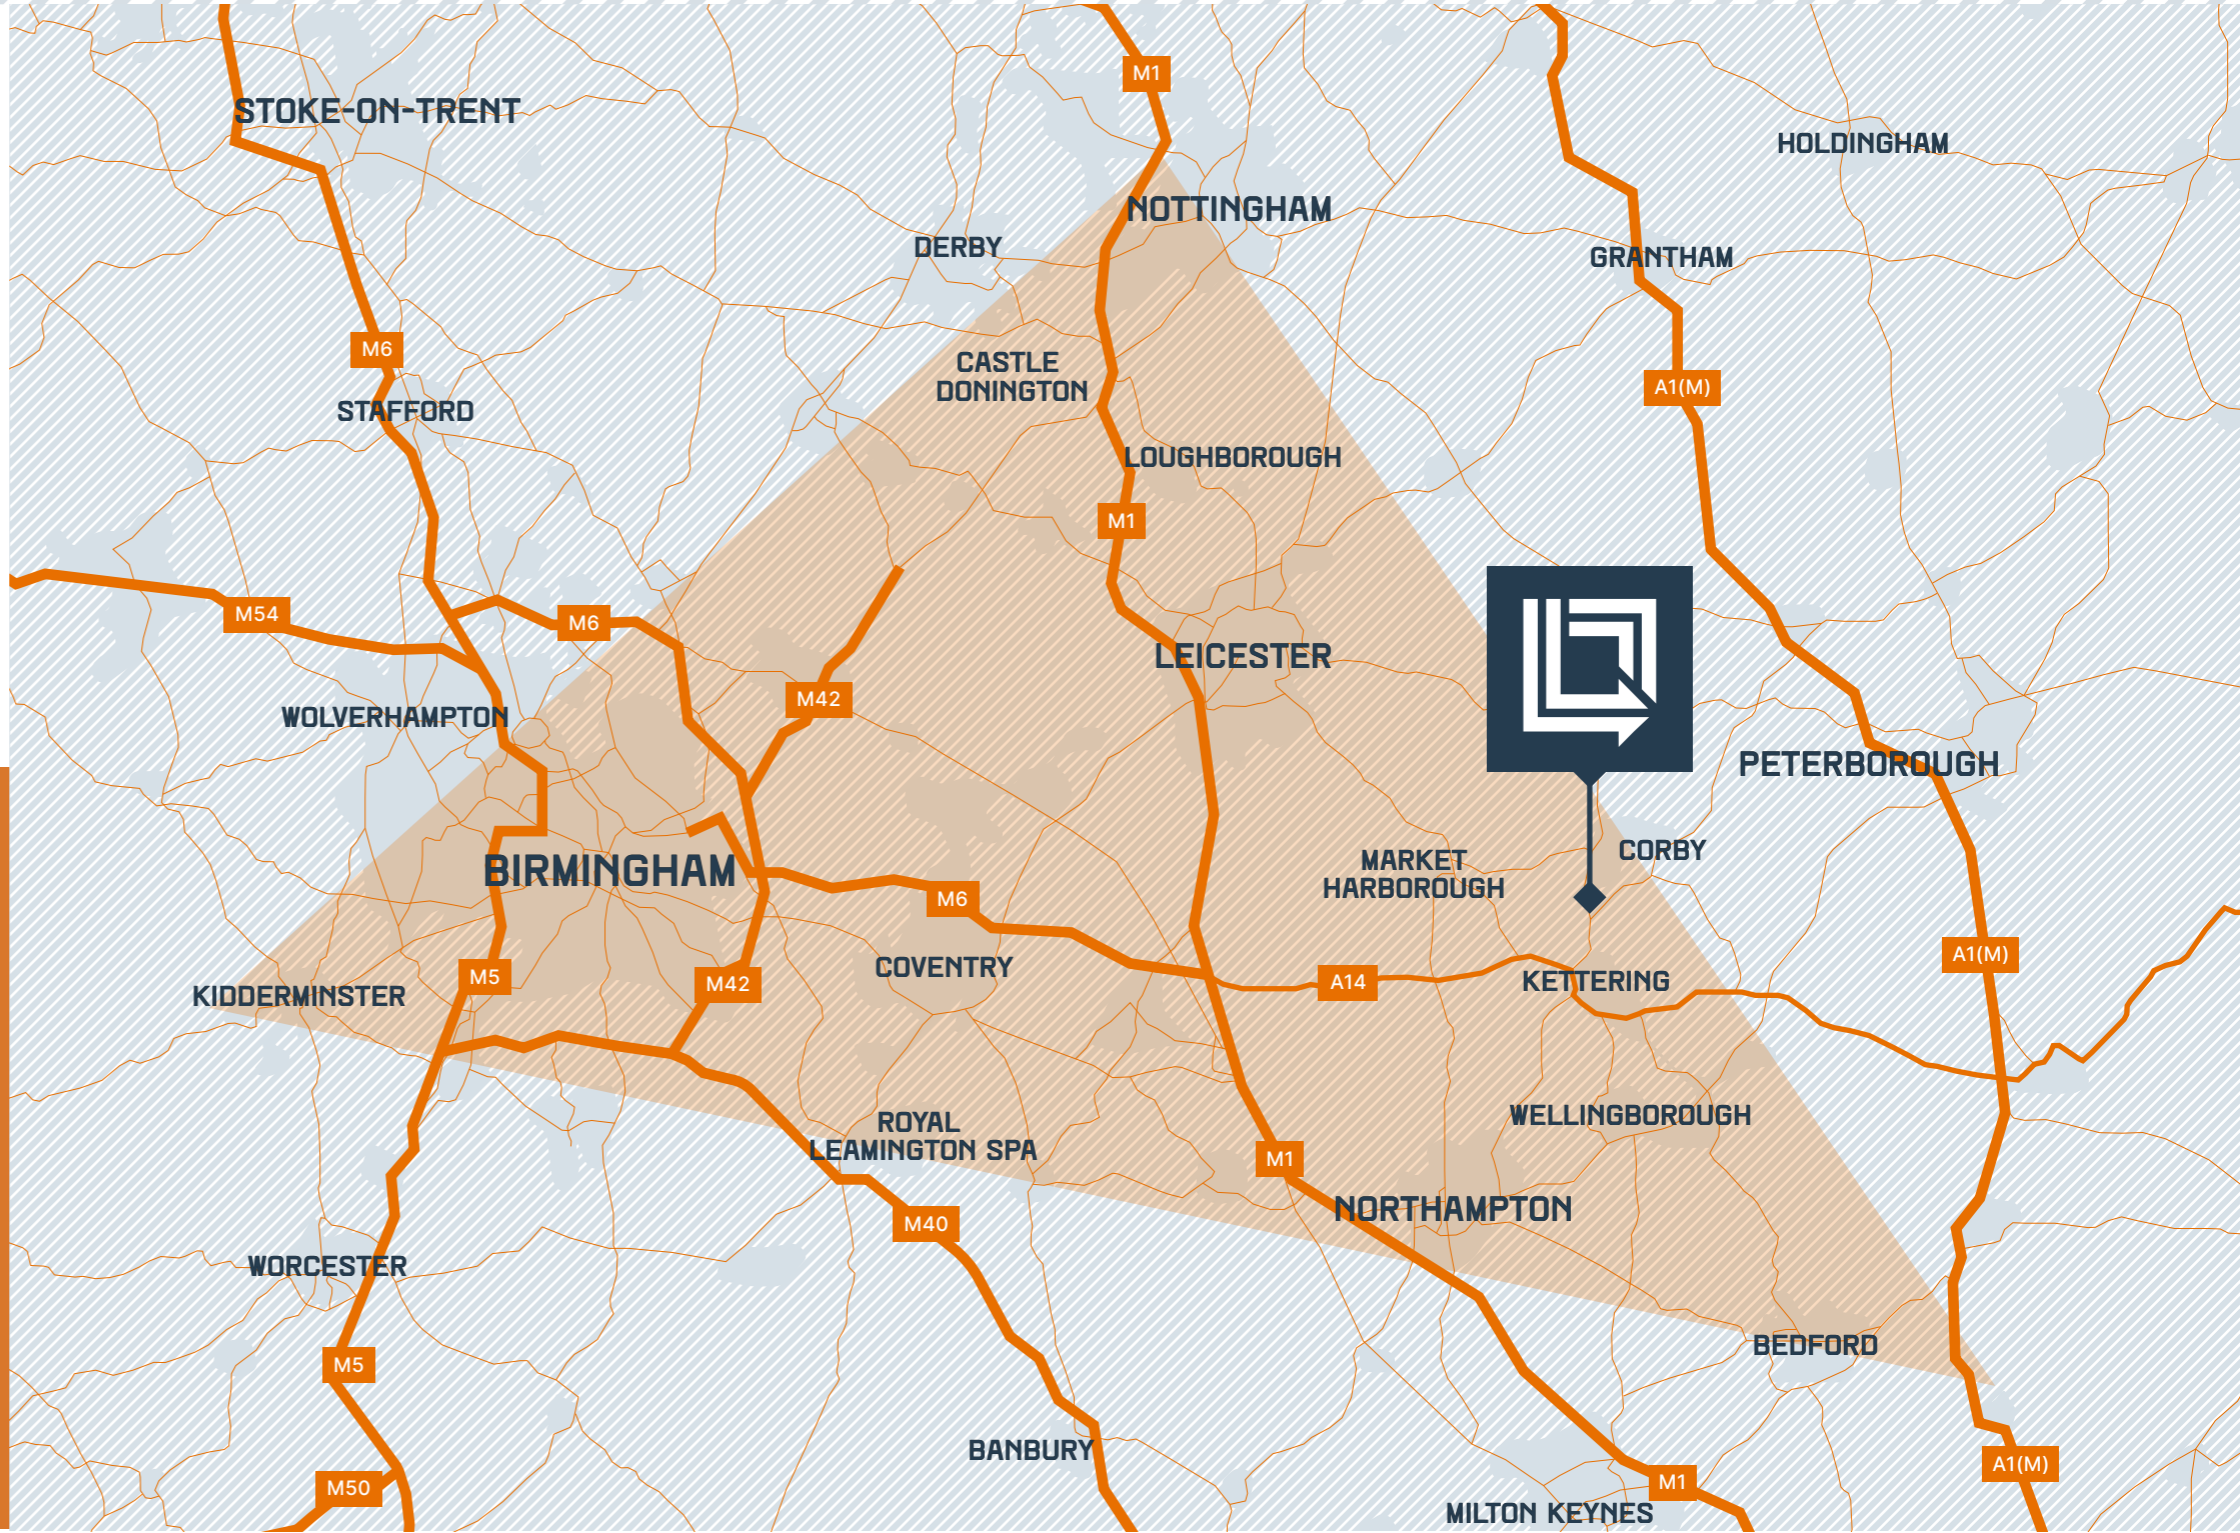 M1
STOKE-ON-TRENT
HOLDINGHAM
NOTTINGHAM
DERBY
GRANTHAM
M6
CASTLE
DONINGTON
A1(M)
STAFFORD
LOUGHBOROUGH
M1
M54
M6
LEICESTER
M42
WOLVERHAMPTON
PETERBOROUGH
CORBY
BIRMINGHAM
MARKET
HARBOROUGH
M6
A1(M)
COVENTRY
M5
M42
A14
KETTERING
KIDDERMINSTER
ROYAL
LEAMINGTON SPA
WELLINGBOROUGH
M1
NORTHAMPTON
M40
WORCESTER
BEDFORD
M5
BANBURY
A1(M)
M50
M1
MILTON KEYNES